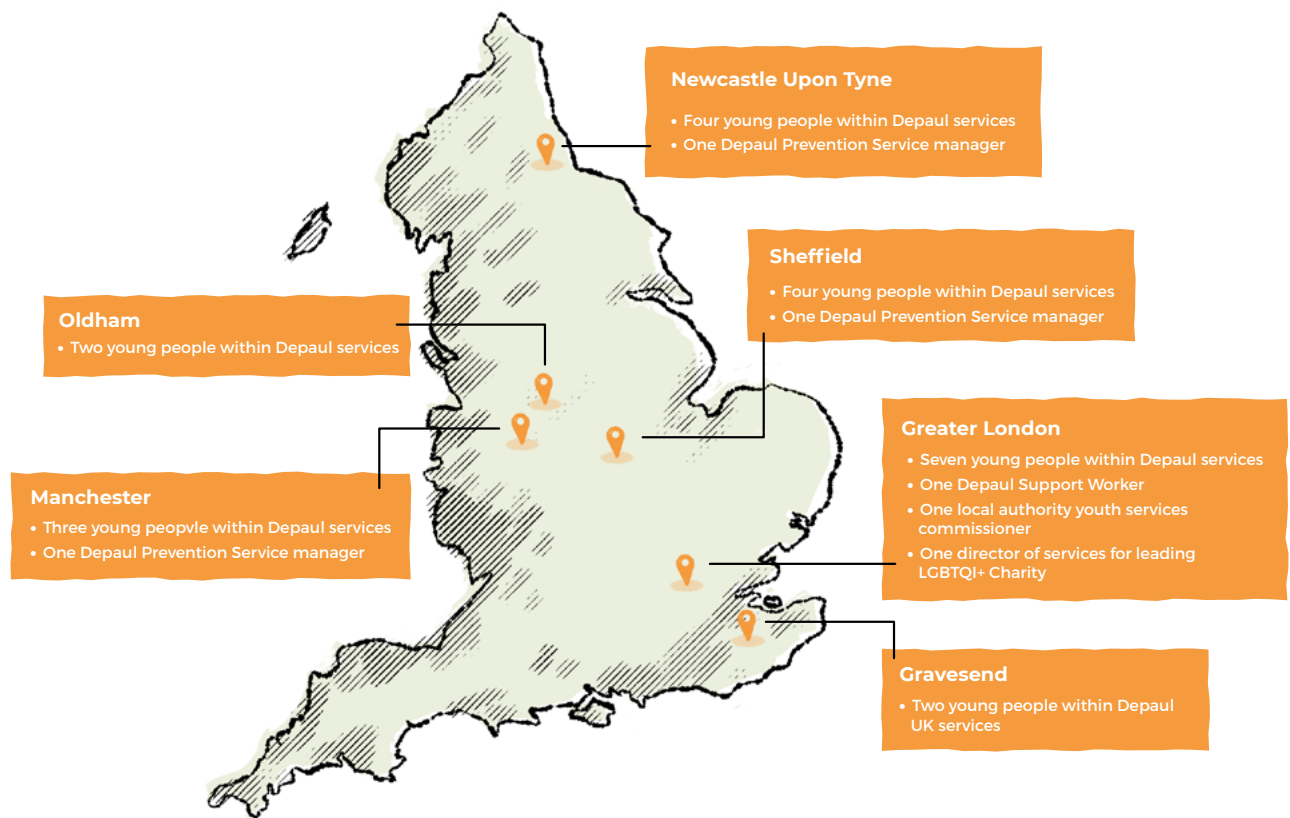 Newcastle Upon Tyne
• Four young people within Depaul services
• One Depaul Prevention Service manager
Sheffield
• Four young people within Depaul services
• One Depaul Prevention Service manager
Oldham
• Two young people within Depaul services
Manchester
• Three young peopvle within Depaul services
• One Depaul Prevention Service manager
Greater London
• Seven young people within Depaul services
• One Depaul Support Worker
• One local authority youth services
commissioner
• One director of services for leading
LGBTQI+ Charity
Gravesend
• Two young people within Depaul
UK services